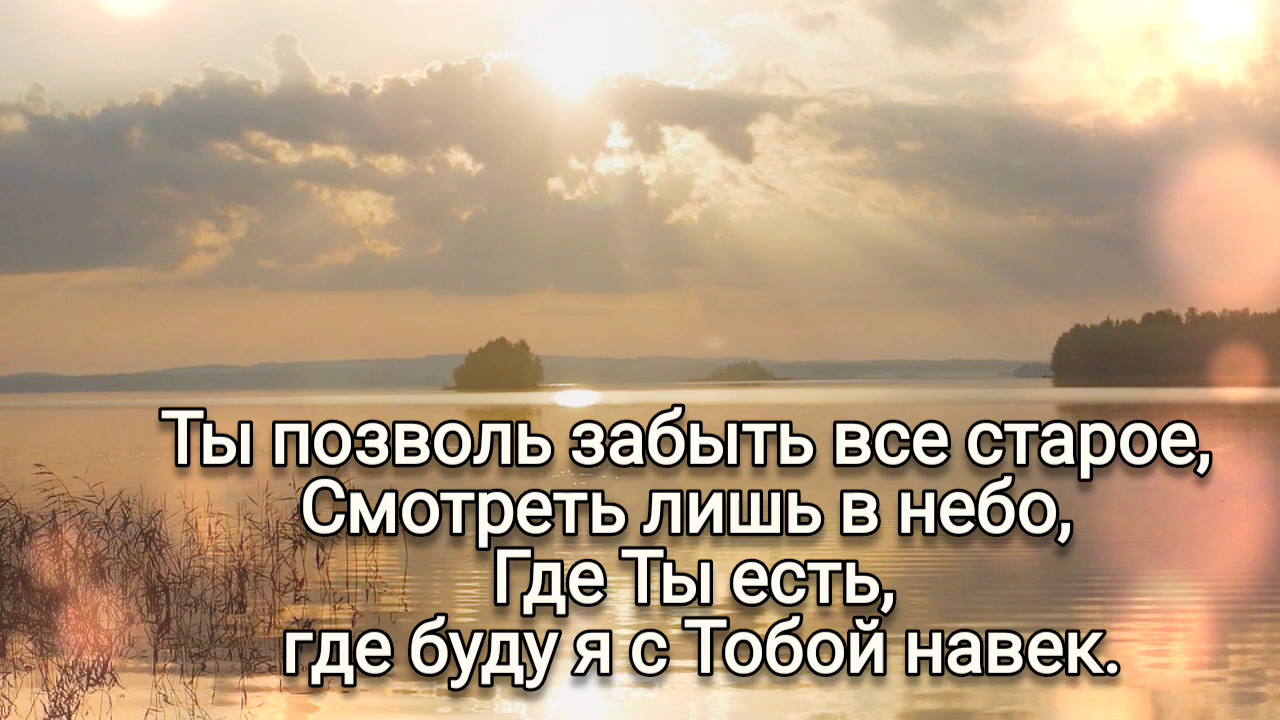 Ты позволь забыть все старое,
Смотреть лишь в небо,
Где Ты есть,
где буду я с Тобой навек.